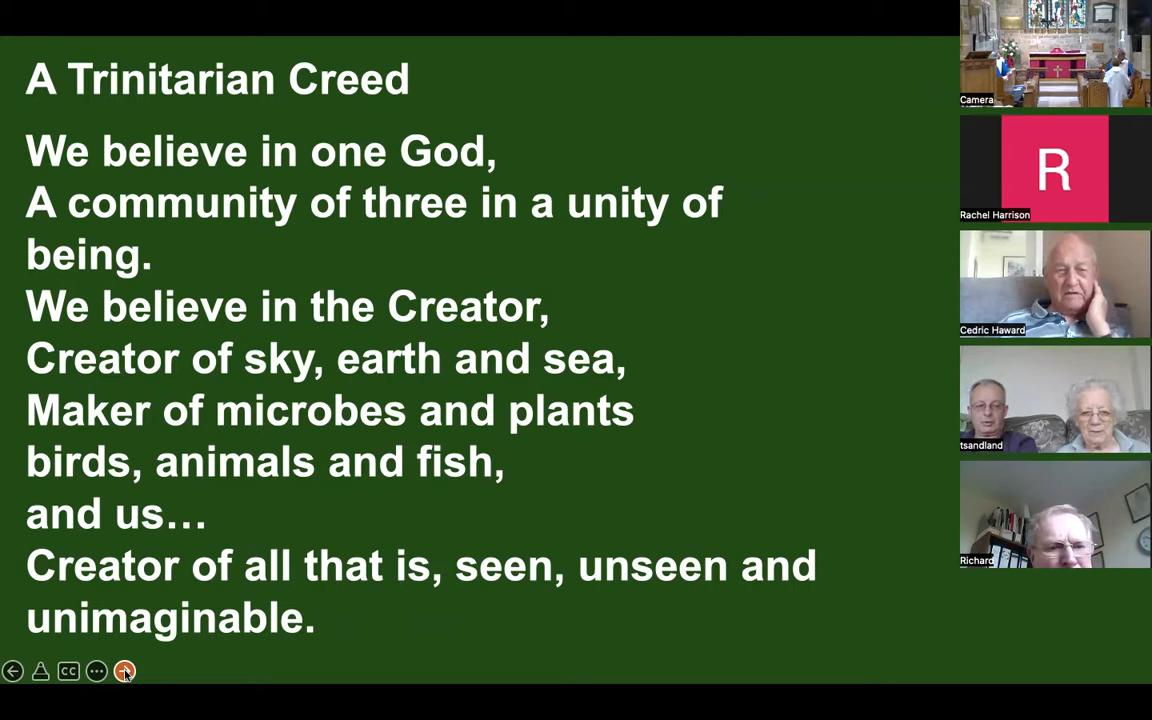 A Trinitarian Creed
We believe in one God,
A community of three in a unity of
being.
We believe in the Creator,
Creator of sky, earth and sea,
Maker of microbes and plants
birds, animals and fish,
and us…
Creator of all that is, seen, unseen and
unimaginable.
CC
Camera
R
Rachel Harrison
Cedric Haward
tsandland
Richard